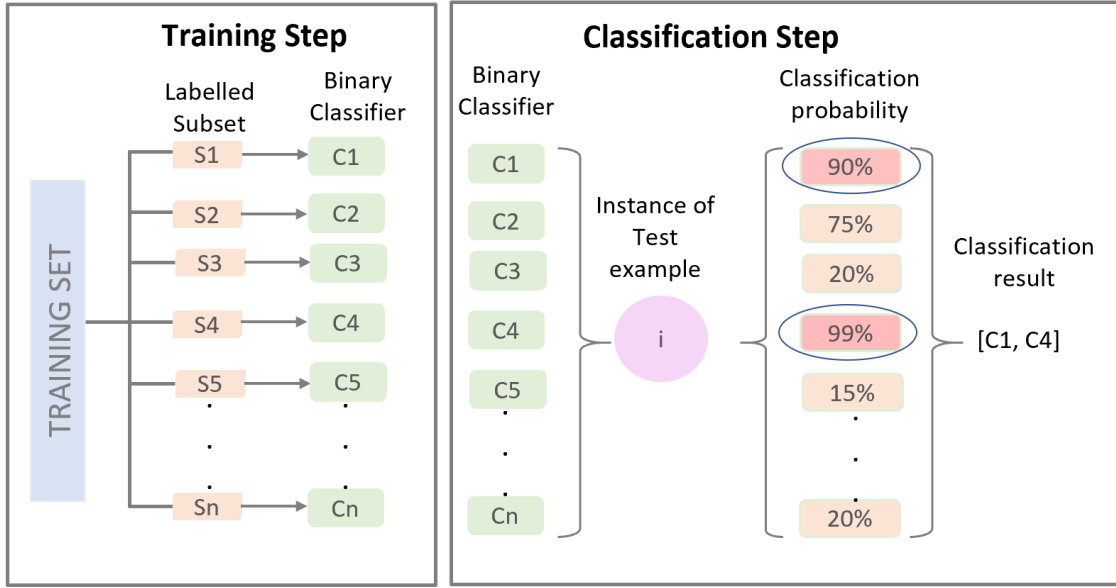 Training Step
Labelled
Subset
Binary
Classifier
TRAINING SET
S1
C1
S2
C2
S3
C3
S4
C4
S5
C5
Sn
Cn
Classification Step
Binary
Classifier
C1
C2
C3
C4
C5
Cn
Instance of
Test
example
i
Classification
probability
90%
75%
20%
99%
15%
20%
Classification
result
[C1, C4]